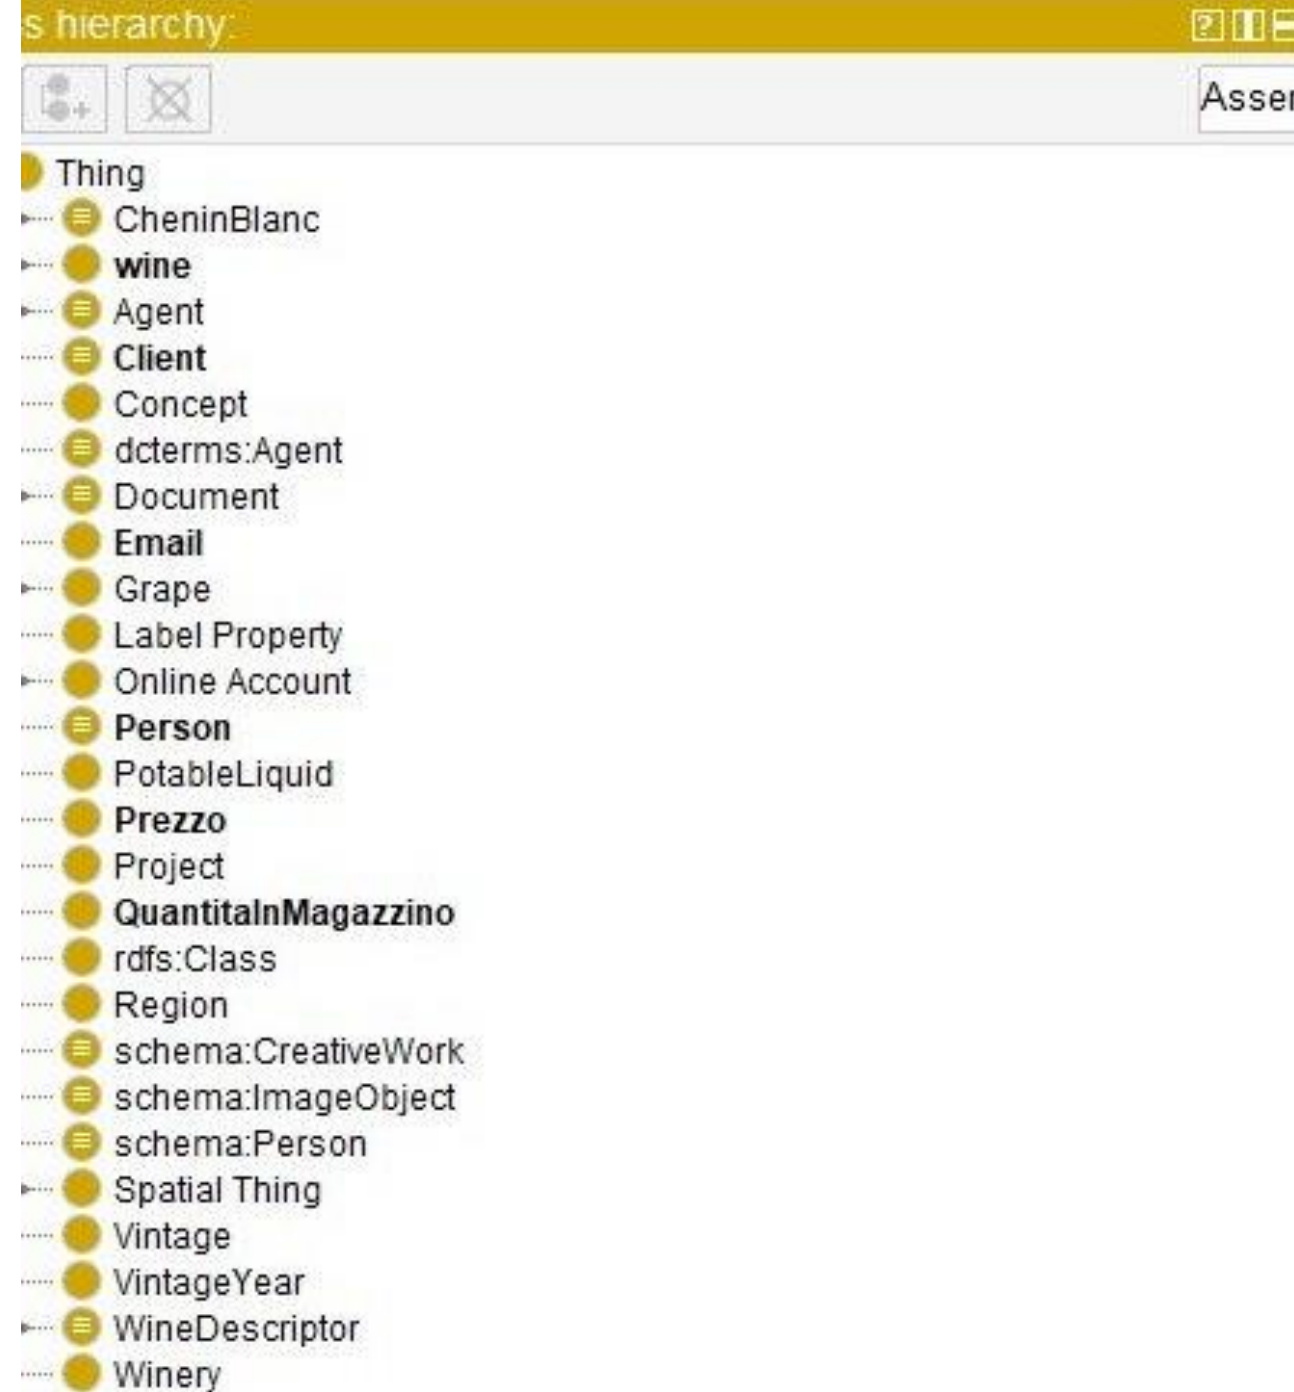 s hierarchy:
Asser
Thing
CheninBlanc
wine
Agent
Client
Concept
dcterms:Agent
Document
Email
Grape
Label Property
Online Account
Person
PotableLiquid
Prezzo
Project
QuantitaInMagazzino
rdfs:Class
Region
schema:CreativeWork
schema:ImageObject
schema:Person
Spatial Thing
Vintage
VintageYear
WineDescriptor
Winery